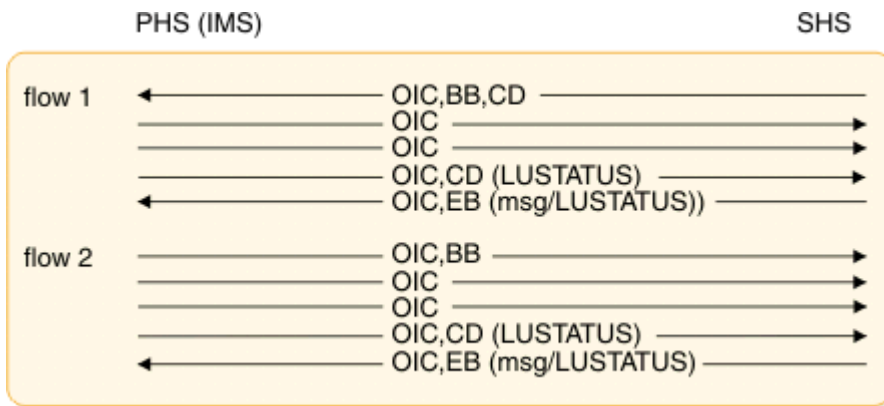 PHS (IMS) SHS
flow 1 OIC,BB,CD
OIC
OIC
OIC,CD (LUSTATUS)
OIC,EB (msg/LUSTATUS))
flow 2 OIC,BB
OIC
OIC
OIC,CD (LUSTATUS)
OIC,EB (msg/LUSTATUS)